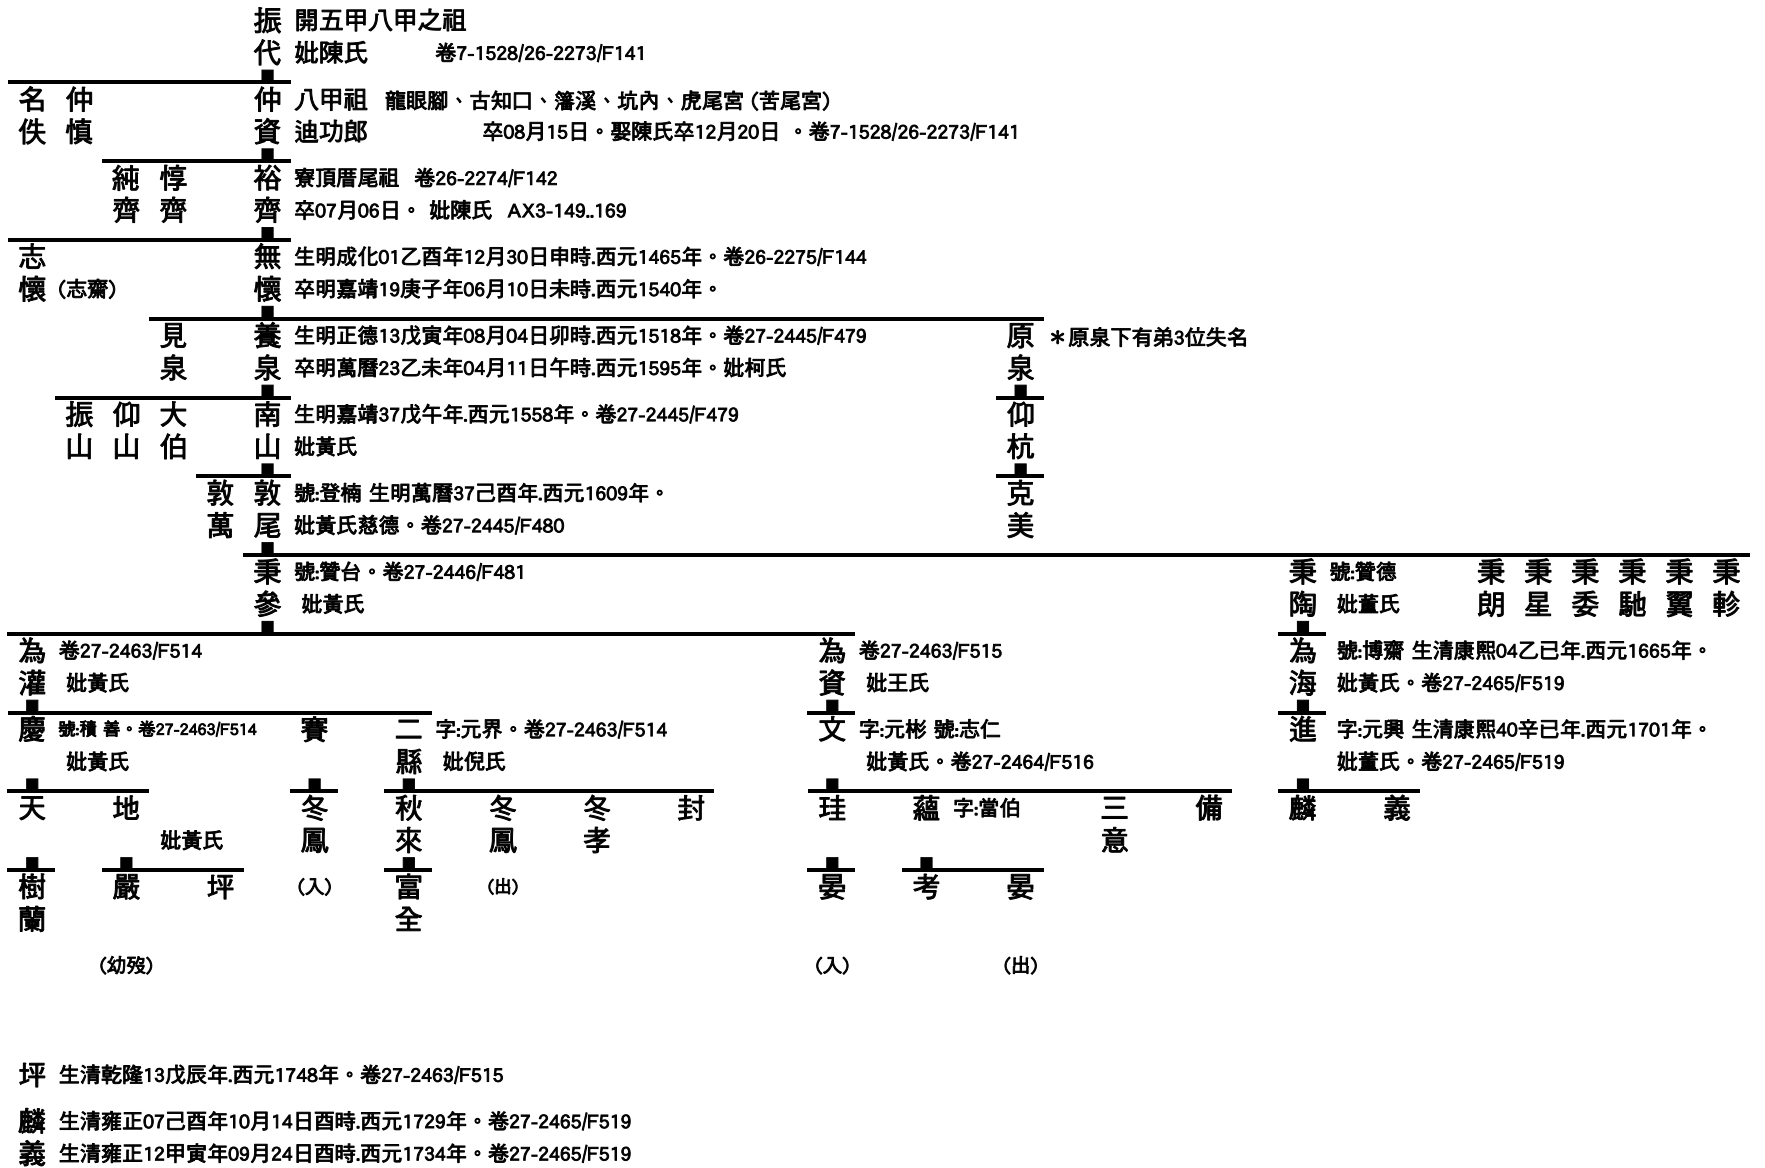 振代 開五甲八甲之祖
妣陳氏 卷7-1528/26-2273/F141
名佚 仲慎 仲資 八甲祖 龍眼腳、古知口、籓溪、坑內、虎尾宮 (苦尾宮)
迪功郎 卒08月15日。娶陳氏卒12月20日 。卷7-1528/26-2273/F141
純齊 惇齊 裕齊 寮頂厝尾祖 卷26-2274/F142
卒07月06日。 妣陳氏 AX3-149..169
志懷 (志齋) 無懷 生明成化01乙酉年12月30日申時.西元1465年。卷26-2275/F144
卒明嘉靖19庚子年06月10日未時.西元1540年。
見泉 養泉 生明正德13戊寅年08月04日卯時.西元1518年。卷27-2445/F479 原泉 ＊原泉下有弟3位失名
卒明萬曆23乙未年04月11日午時.西元1595年。妣柯氏
振山 仰山 大伯 南山 生明嘉靖37戊午年.西元1558年。卷27-2445/F479 仰杭
妣黃氏
敦萬 敦尾 號:登楠 生明萬曆37己酉年.西元1609年。 克美
妣黃氏慈德。卷27-2445/F480
秉參 號:贊台。卷27-2446/F481 秉陶 號:贊德 秉朗 秉星 秉委 秉馳 秉翼 秉軫
妣黃氏 妣董氏
為灌 卷27-2463/F514 為資 卷27-2463/F515 為海 號:博齋 生清康熙04乙已年.西元1665年。
妣黃氏 妣王氏 妣黃氏。卷27-2465/F519
慶 號:積 善。卷27-2463/F514 賽 二縣 字:元界。卷27-2463/F514 文 字:元彬 號:志仁 進 字:元興 生清康熙40辛已年.西元1701年。
妣黃氏 妣倪氏 妣黃氏。卷27-2464/F516 妣董氏。卷27-2465/F519
天 地 冬鳳 秋來 冬鳳 冬孝 封 珪 蘊 字:當伯 三意 備 麟 義
妣黃氏
樹蘭 嚴 坪 (入) 富全 (出) 晏 考 晏
(幼歿) (入) (出)
坪 生清乾隆13戊辰年.西元1748年。卷27-2463/F515
麟 生清雍正07己酉年10月14日酉時.西元1729年。卷27-2465/F519
義 生清雍正12甲寅年09月24日酉時.西元1734年。卷27-2465/F519